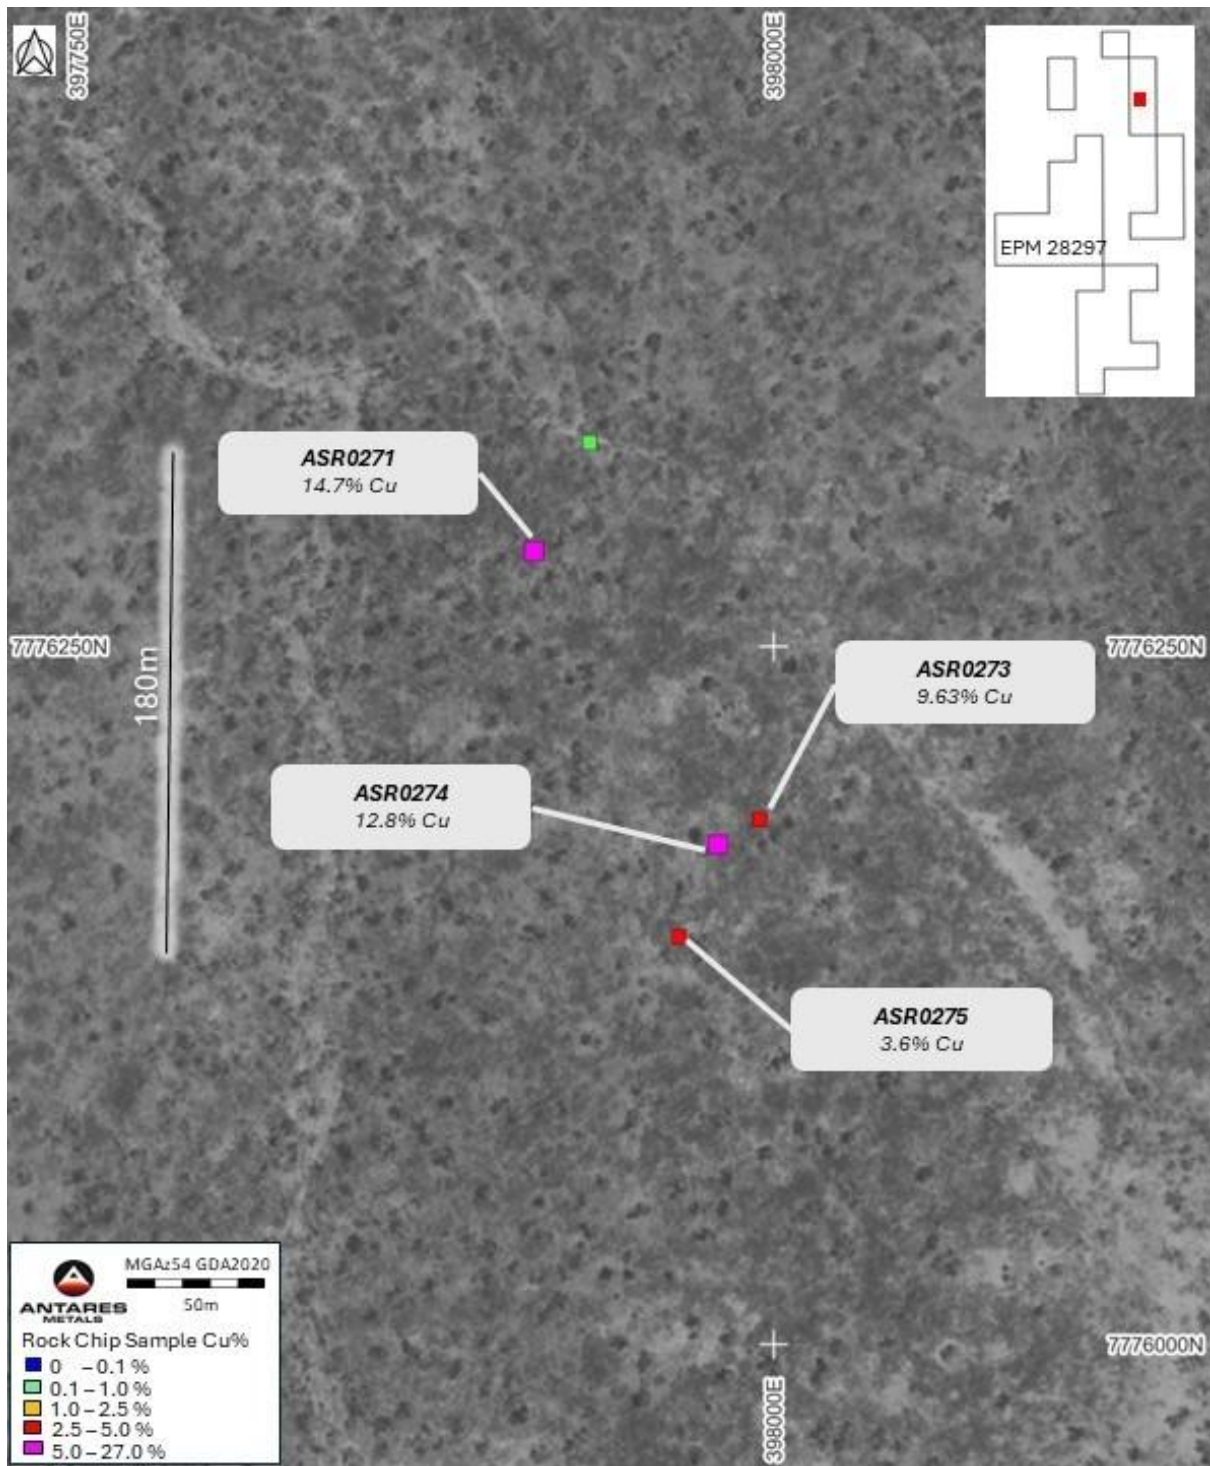 397750E
398000E
EPM 28297
ASR0271
14.7% Cu
7776250N
7776250N
180m
ASR0273
9.63% Cu
ASR0274
12.8% Cu
ASR0275
3.6% Cu
MGAz54 GDA2020
50m
ANTARES
METALS
Rock Chip Sample Cu%
0 – 0.1 %
0.1 – 1.0 %
1.0 – 2.5 %
2.5 – 5.0 %
5.0 – 27.0 %
7776000N
398000E